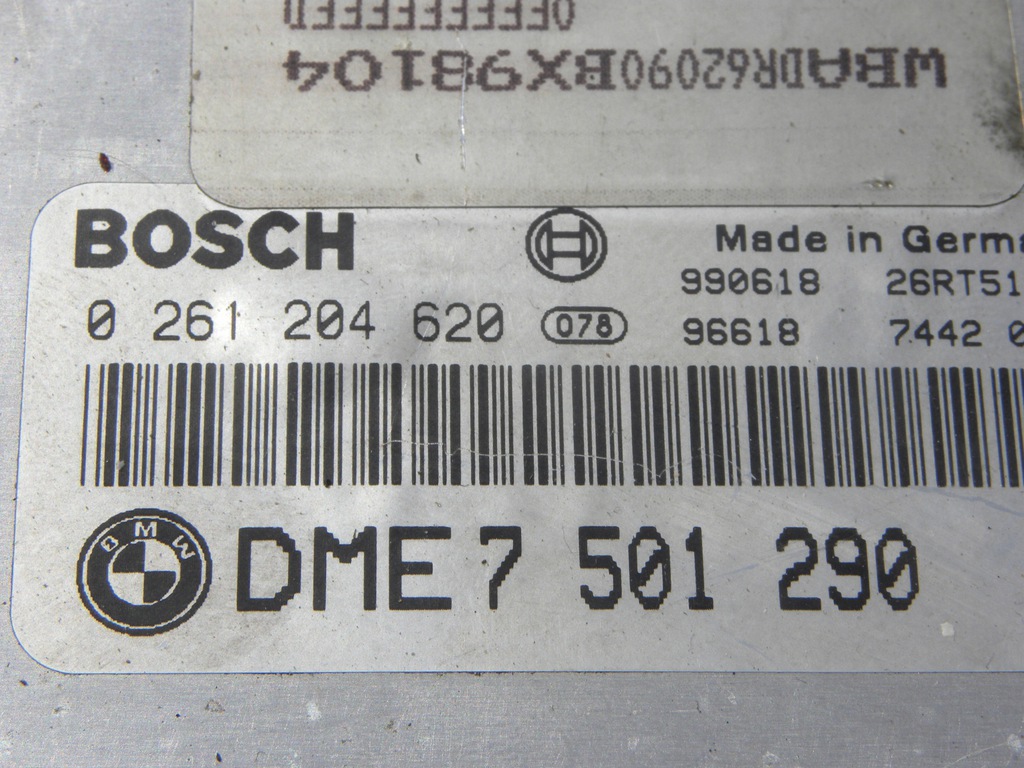 WBADR62090BX98104
BOSCH
Made in Germa
990618 26RT51
0 261 204 620 078
96618 7442 0
BMW
DME 7 501 290